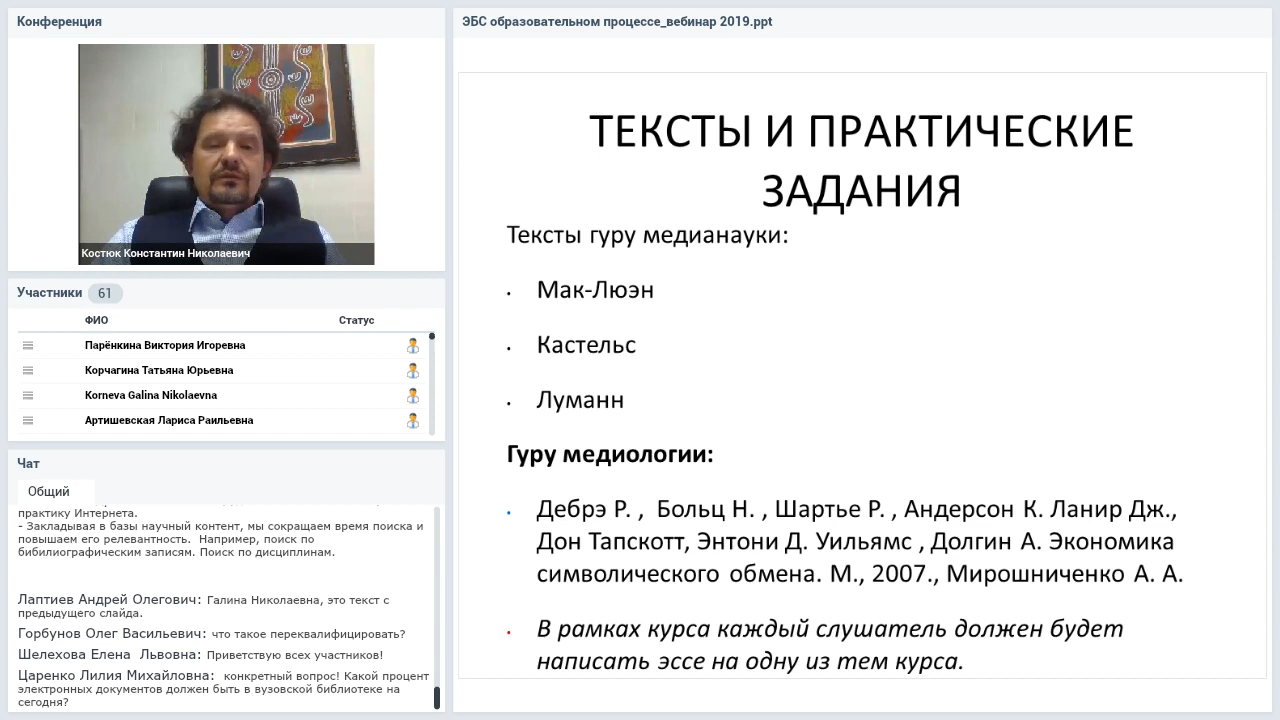 Конференция
Костюк Константин Николаевич
Участники 61
ФИО Статус
Парёнкина Виктория Игоревна
Корчагина Татьяна Юрьевна
Korneva Galina Nikolaevna
Артишевская Лариса Раильевна
Чат
Общий
практику Интернета.
- Закладывая в базы научный контент, мы сокращаем время поиска и
повышаем его релевантность. Например, поиск по
бибилиографическим записям. Поиск по дисциплинам.
Лаптиев Андрей Олегович: Галина Николаевна, это текст с
предыдущего слайда.
Горбунов Олег Васильевич: что такое переквалифицировать?
Шелехова Елена Львовна: Приветствую всех участников!
Царенко Лилия Михайловна: конкретный вопрос! Какой процент
электронных документов должен быть в вузовской библиотеке на
сегодня?
ЭБС образовательном процессе_вебинар 2019.ppt
ТЕКСТЫ И ПРАКТИЧЕСКИЕ
ЗАДАНИЯ
Тексты гуру медианауки:
• Мак-Люэн
• Кастельс
• Луманн
Гуру медиологии:
• Дебрэ Р. , Больц Н. , Шартье Р. , Андерсон К. Ланир Дж.,
Дон Тапскотт, Энтони Д. Уильямс , Долгин А. Экономика
символического обмена. М., 2007., Мирошниченко А. А.
• В рамках курса каждый слушатель должен будет
написать эссе на одну из тем курса.